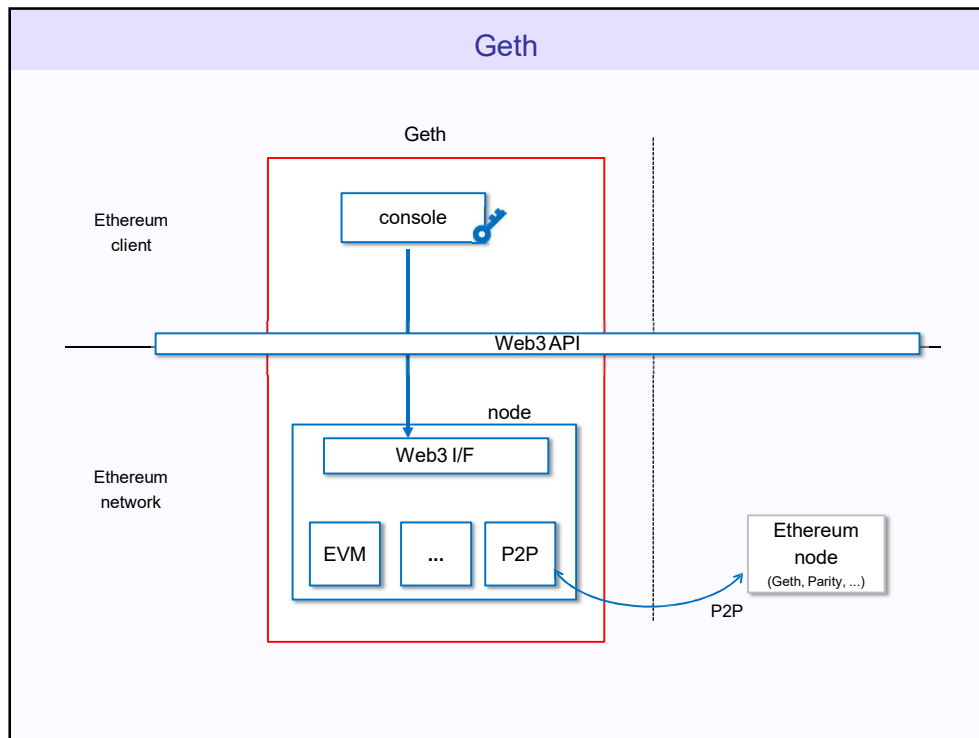 Geth
Geth
Ethereum
client
console
Web3 API
node
Ethereum
network
Web3 I/F
EVM
...
P2P
Ethereum
node
(Geth, Parity, ...)
P2P